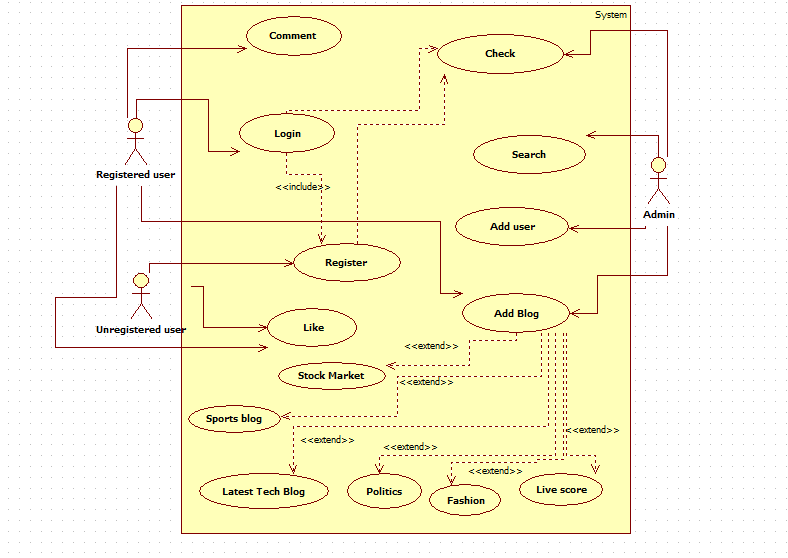 System
Comment
Check
Login
Search
Registered user
<<include>>
Admin
Add user
Register
Add Blog
Unregistered user
Like
<<extend>>
Stock Market
<<extend>>
Sports blog
<<extend>>
<<extend>>
<<extend>>
<<extend>>
Latest Tech Blog
Politics
Fashion
Live score